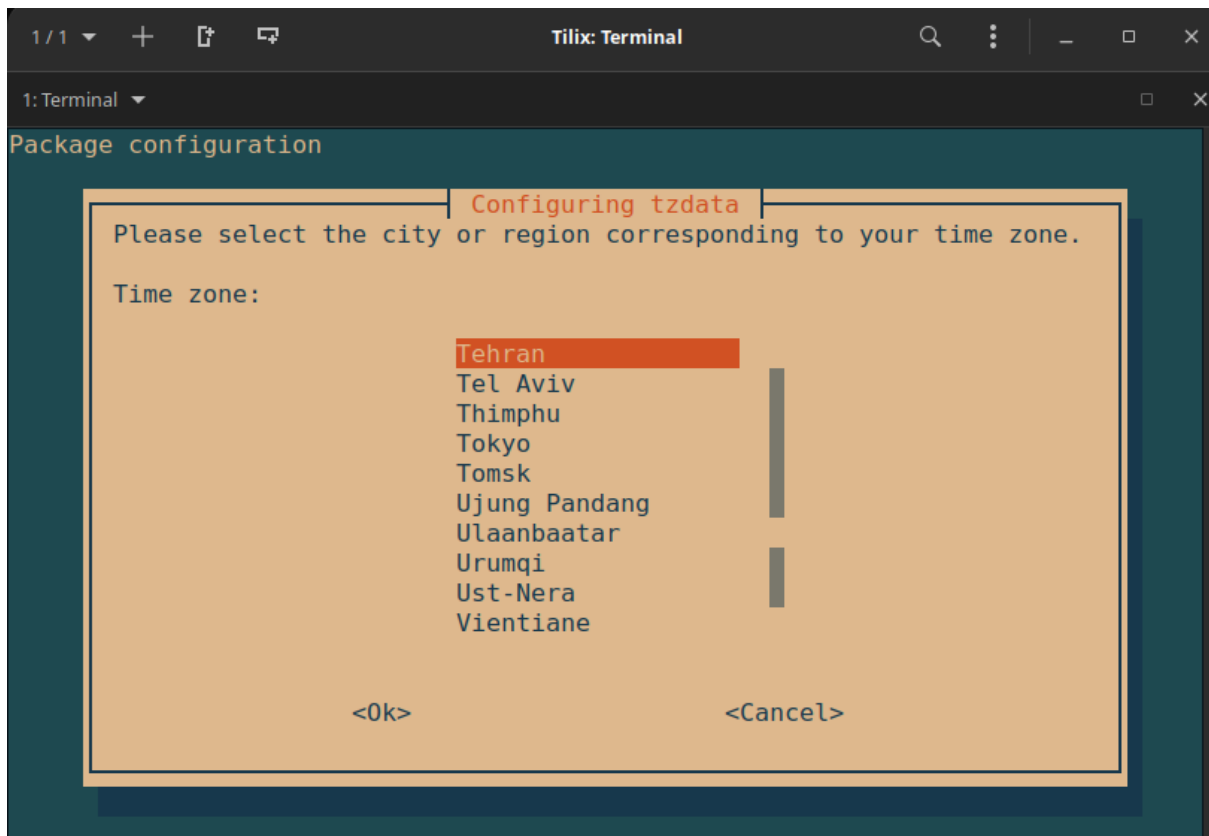 1 / 1
Tilix: Terminal
1: Terminal
Package configuration
Configuring tzdata
Please select the city or region corresponding to your time zone.
Time zone:
Tehran
Tel Aviv
Thimphu
Tokyo
Tomsk
Ujung Pandang
Ulaanbaatar
Urumqi
Ust-Nera
Vientiane
<Ok> <Cancel>